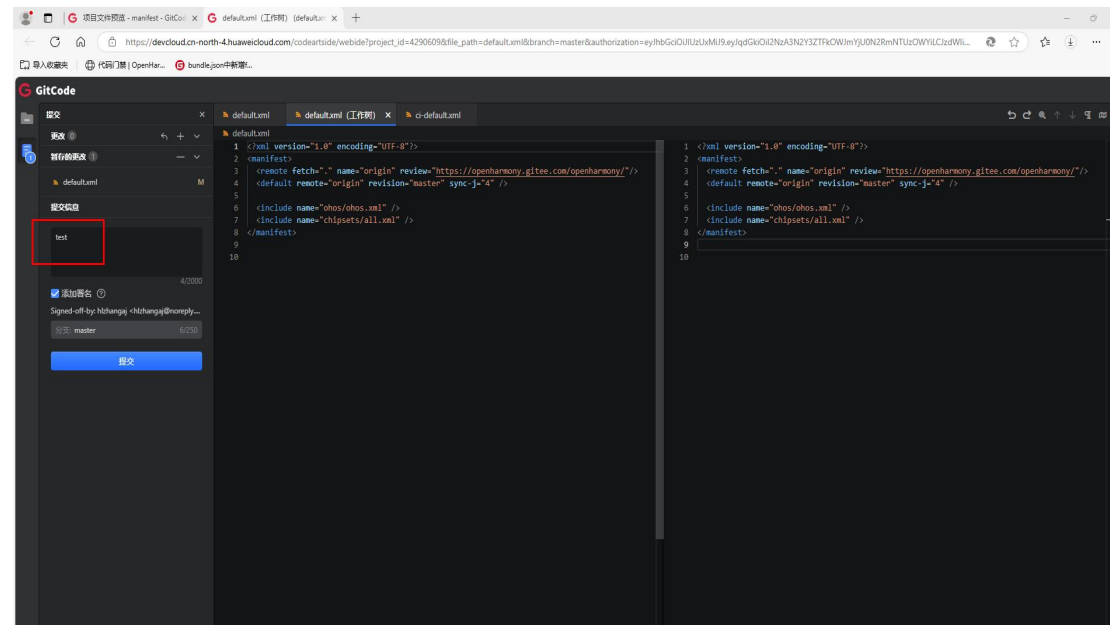 项目文件预览 - manifest - GitCod
default.xml (工作树) (default.xm
https://devcloud.cn-north-4.huaweicloud.com/codeartside/webide?project_id=4290609&file_path=default.xml&branch=master&authorization=
导入收藏夹
代码门禁 | OpenHar...
bundle.json中新增...
GitCode
提交
default.xml
default.xml (工作树)
ci-default.xml
更改 0
default.xml
暂存的更改 1
default.xml M
提交信息
test
4/2000
添加署名
Signed-off-by: hlzhangaj <hlzhangaj@noreply...
分支: master 6/250
提交
1 <?xml version="1.0" encoding="UTF-8"?>
2 <manifest>
3 <remote fetch="." name="origin" review="https://openharmony.gitee.com/openharmony/"/>
4 <default remote="origin" revision="master" sync-j="4" />
5
6 <include name="ohos/ohos.xml" />
7 <include name="chipsets/all.xml" />
8 </manifest>
9
10
1 <?xml version="1.0" encoding="UTF-8"?>
2 <manifest>
3 <remote fetch="." name="origin" review="https://openharmony.gitee.com/openharmony/"/>
4 <default remote="origin" revision="master" sync-j="4" />
5
6 <include name="ohos/ohos.xml" />
7 <include name="chipsets/all.xml" />
8 </manifest>
9
10